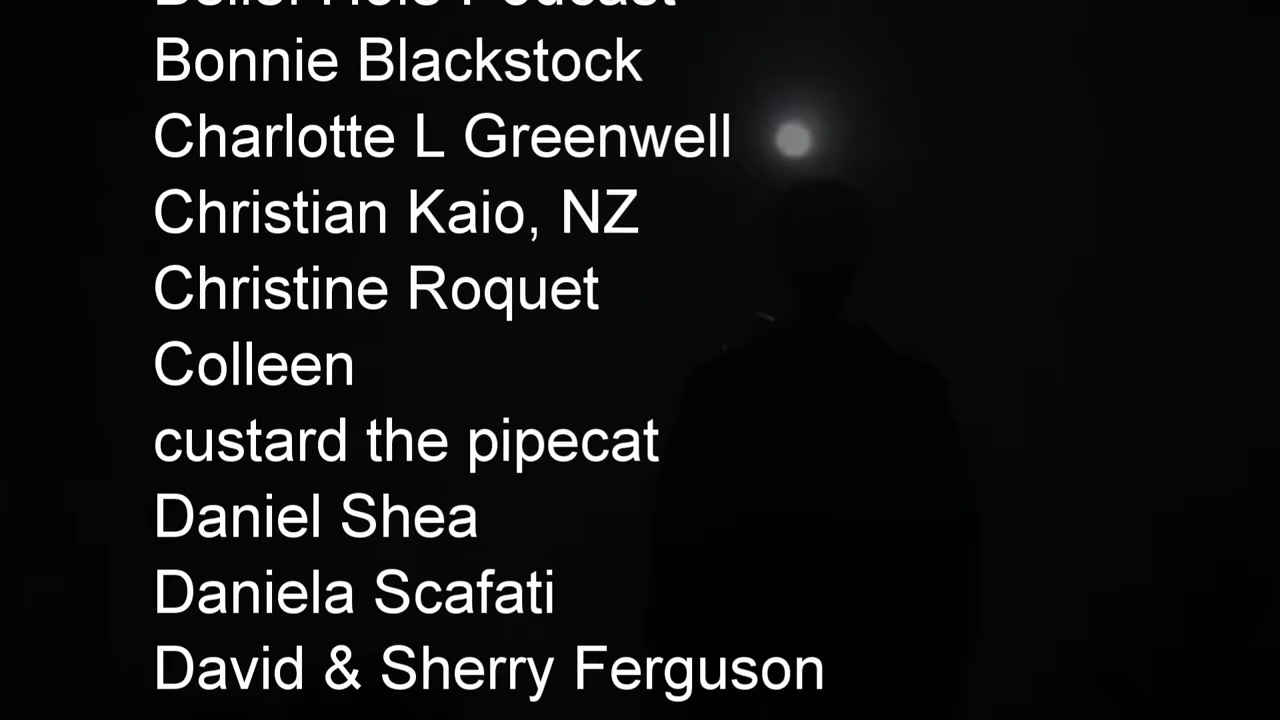 Podcast
Bonnie Blackstock
Charlotte L Greenwell
Christian Kaio, NZ
Christine Roquet
Colleen
custard the pipecat
Daniel Shea
Daniela Scafati
David & Sherry Ferguson